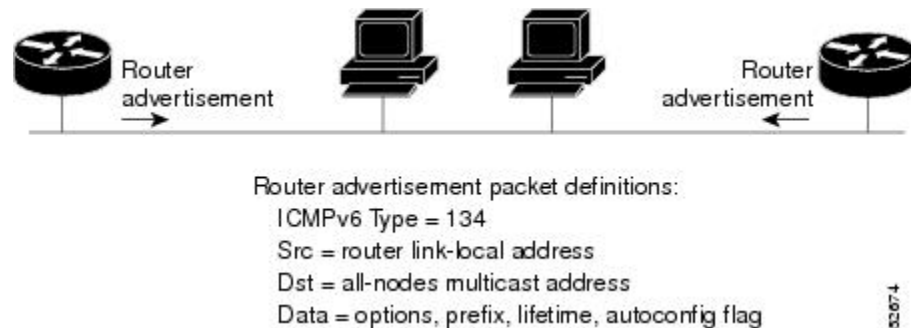 Router
advertisement
Router
advertisement
Router advertisement packet definitions:
ICMPv6 Type = 134
Src = router link-local address
Dst = all-nodes multicast address
Data = options, prefix, lifetime, autoconfig flag
52674